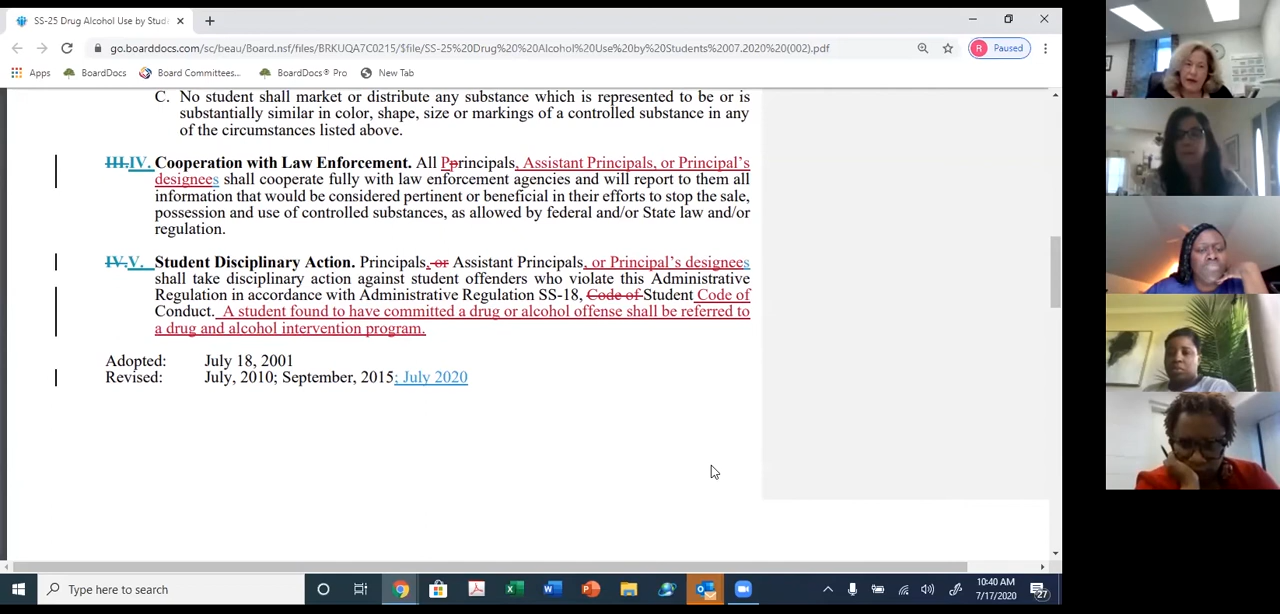 SS-25 Drug Alcohol Use by Stude
go.boarddocs.com/sc/beau/Board.nsf/files/BRKUQA7C0215/$file/SS-25%20Drug%20%20Alcohol%20Use%20by%20Students%2007.2020%20(002).pdf
R Paused
Apps BoardDocs Board Committees... BoardDocs® Pro New Tab
C. No student shall market or distribute any substance which is represented to be or is
substantially similar in color, shape, size or markings of a controlled substance in any
of the circumstances listed above.
III.IV. Cooperation with Law Enforcement. All Pprincipals, Assistant Principals, or Principal's
designees shall cooperate fully with law enforcement agencies and will report to them all
information that would be considered pertinent or beneficial in their efforts to stop the sale,
possession and use of controlled substances, as allowed by federal and/or State law and/or
regulation.
IV.V. Student Disciplinary Action. Principals, or Assistant Principals, or Principal's designees
shall take disciplinary action against student offenders who violate this Administrative
Regulation in accordance with Administrative Regulation SS-18, Code of Student Code of
Conduct. A student found to have committed a drug or alcohol offense shall be referred to
a drug and alcohol intervention program.
Adopted: July 18, 2001
Revised: July, 2010; September, 2015; July 2020
Type here to search
10:40 AM
7/17/2020
27